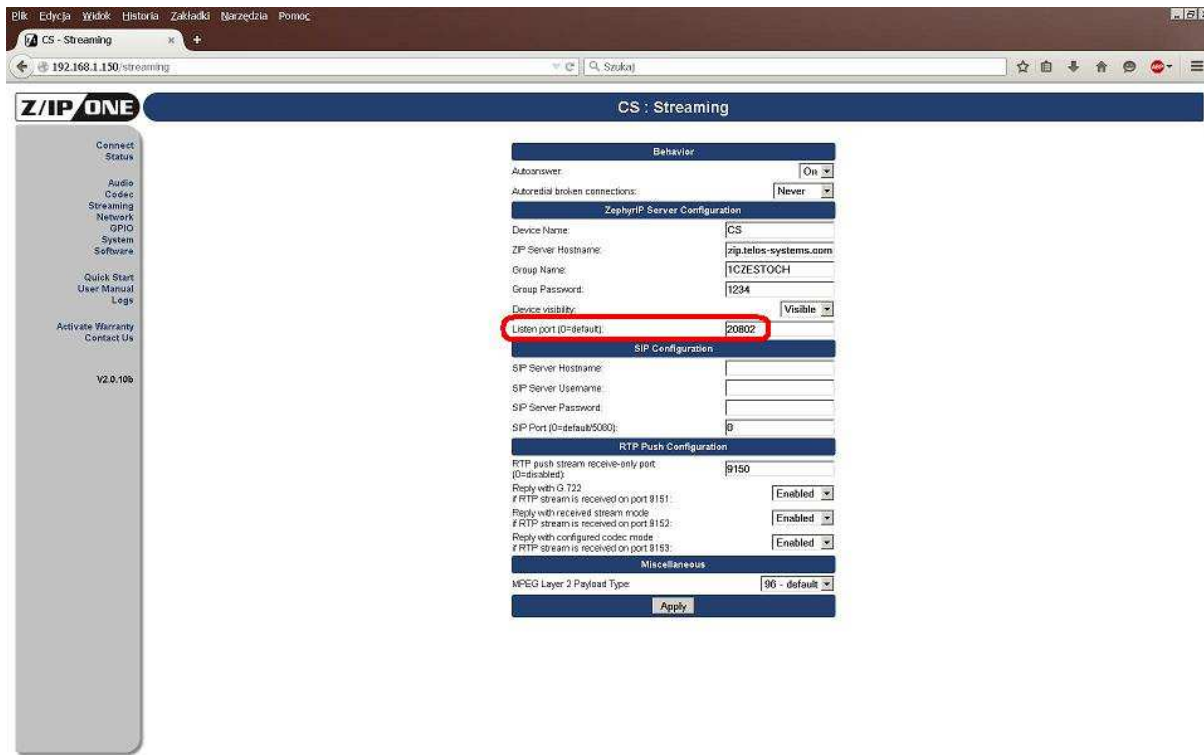 Plik Edycja Widok Historia Zakładki Narzędzia Pomoc
CS - Streaming × +
192.168.1.150/streaming Szukaj
Z/IP ONE
CS : Streaming
Connect
Status
Audio
Codec
Streaming
Network
GPIO
System
Software
Quick Start
User Manual
Logs
Activate Warranty
Contact Us
V2.0.10b
Behavior
Autoanswer: On
Autoredial broken connections: Never
ZephyrIP Server Configuration
Device Name: CS
ZIP Server Hostname: zip.telos-systems.com
Group Name: 1CZESTOCH
Group Password: 1234
Device visibility: Visible
Listen port (0=default): 20802
SIP Configuration
SIP Server Hostname:
SIP Server Username:
SIP Server Password:
SIP Port (0=default/5060): 0
RTP Push Configuration
RTP push stream receive-only port
(0=disabled): 9150
Reply with G.722
if RTP stream is received on port 9151: Enabled
Reply with received stream mode
if RTP stream is received on port 9152: Enabled
Reply with configured codec mode
if RTP stream is received on port 9153: Enabled
Miscellaneous
MPEG Layer 2 Payload Type: 96 - default
Apply